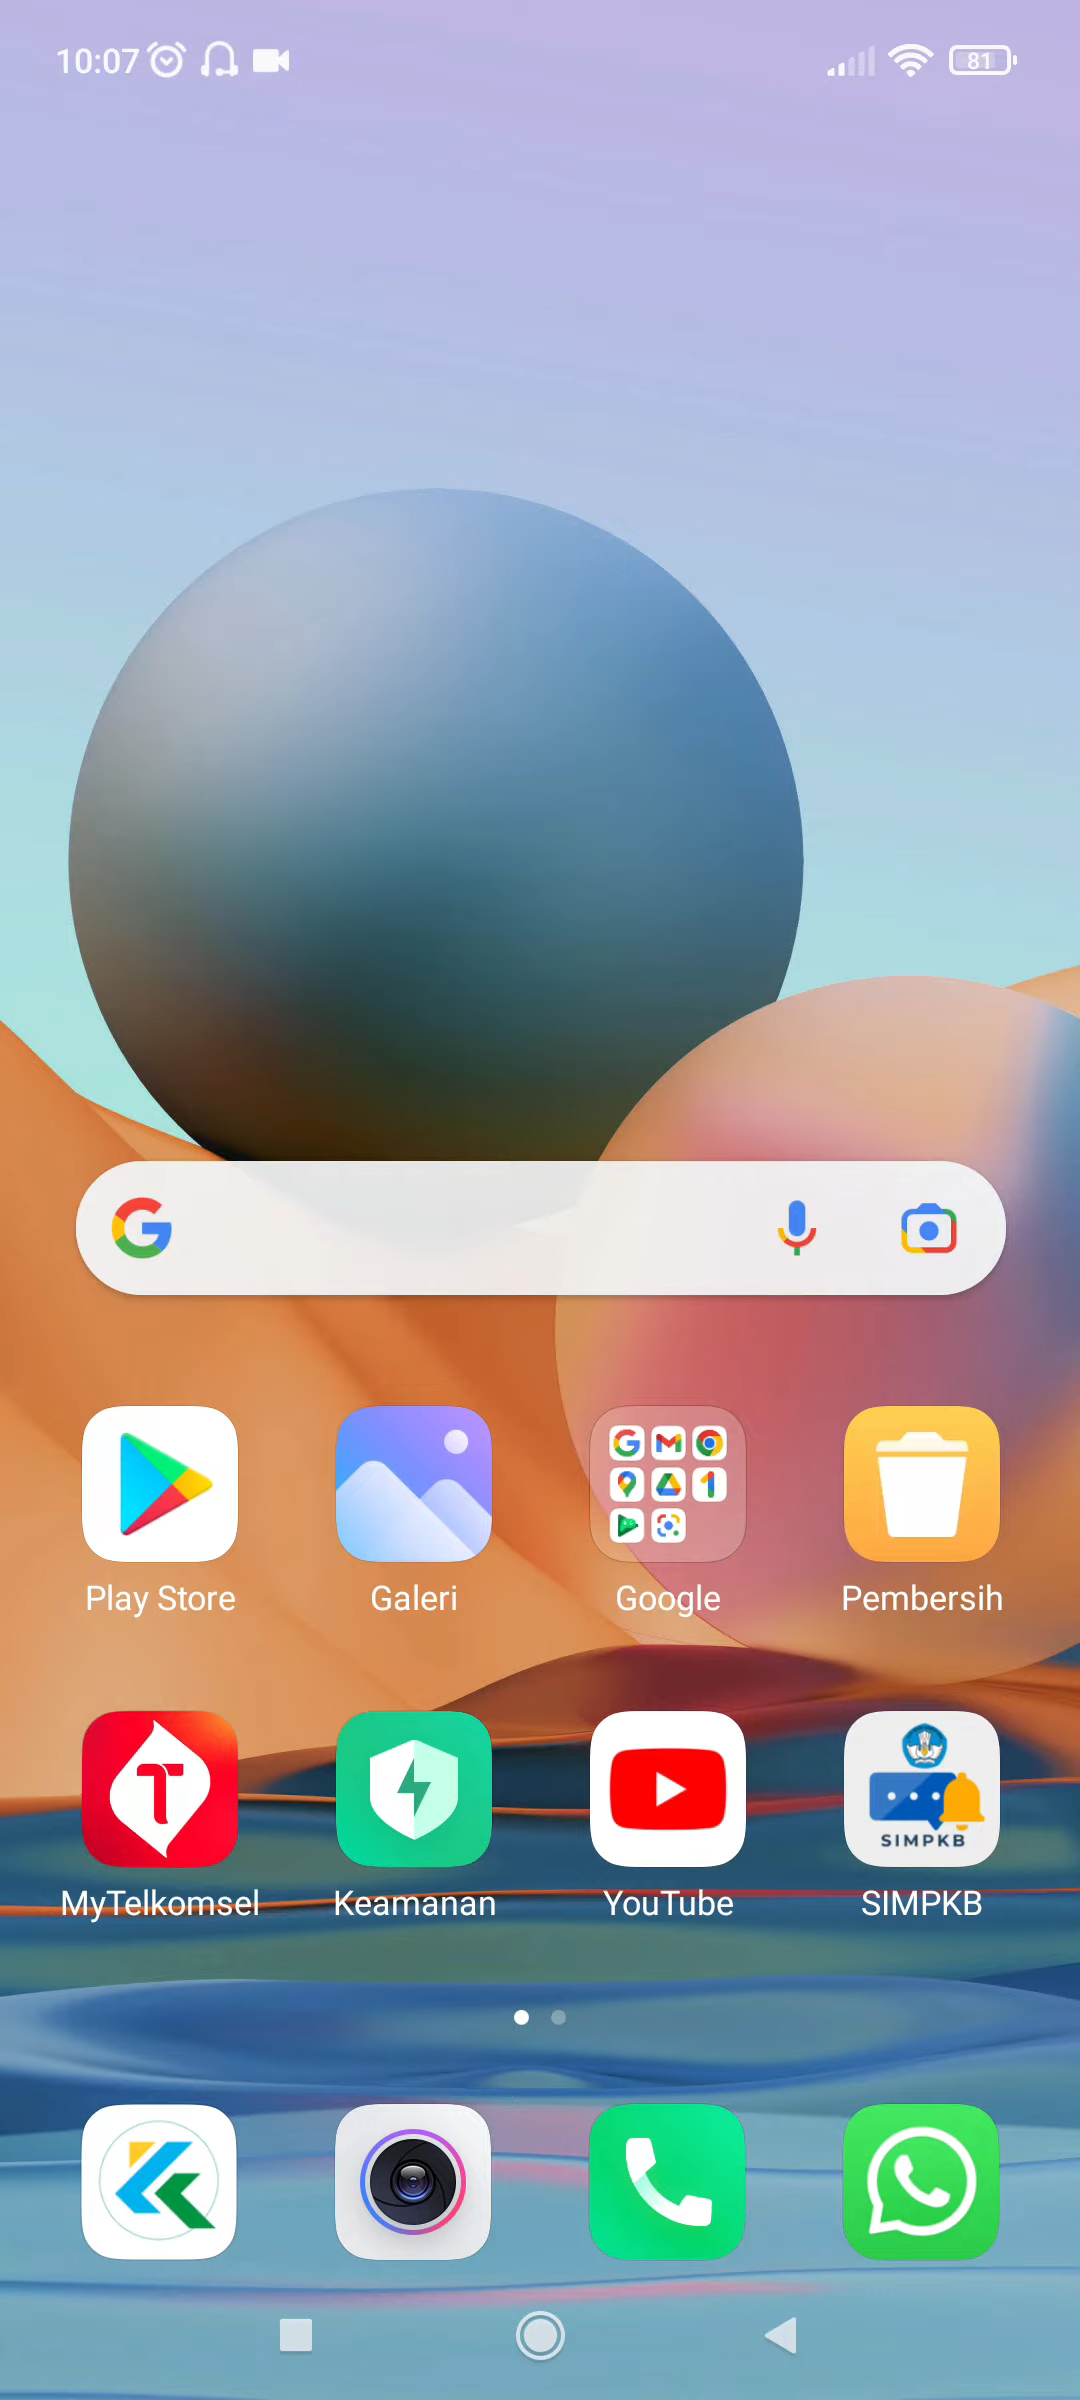 10:07
81
Play Store
Galeri
Google
Pembersih
SIMPKB
MyTelkomsel
Keamanan
YouTube
SIMPKB